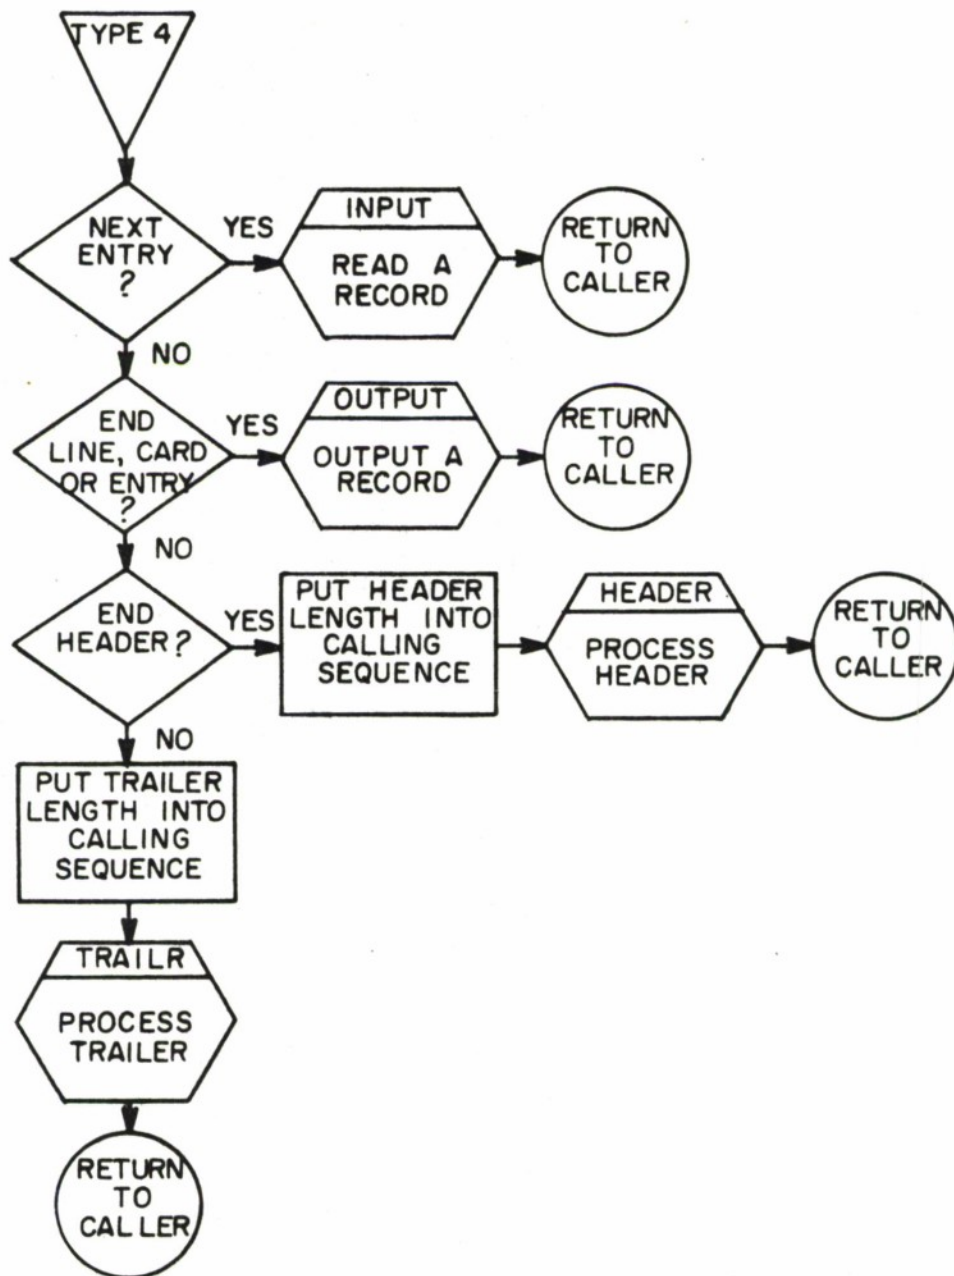 TYPE 4
NEXT
ENTRY
?
YES
INPUT
READ A
RECORD
RETURN
TO
CALLER
NO
END
LINE, CARD
OR ENTRY
?
YES
OUTPUT
OUTPUT A
RECORD
RETURN
TO
CALLER
NO
END
HEADER?
YES
PUT HEADER
LENGTH INTO
CALLING
SEQUENCE
HEADER
PROCESS
HEADER
RETURN
TO
CALLER
NO
PUT TRAILER
LENGTH INTO
CALLING
SEQUENCE
TRAILR
PROCESS
TRAILER
RETURN
TO
CALLER